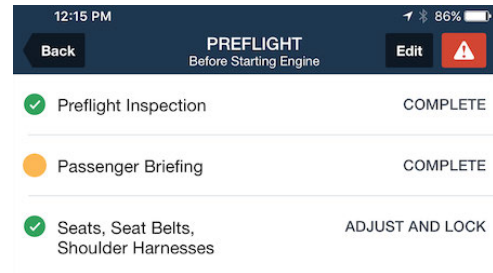 12:15 PM 86%
Back PREFLIGHT Edit
Before Starting Engine
Preflight Inspection COMPLETE
Passenger Briefing COMPLETE
Seats, Seat Belts, ADJUST AND LOCK
Shoulder Harnesses